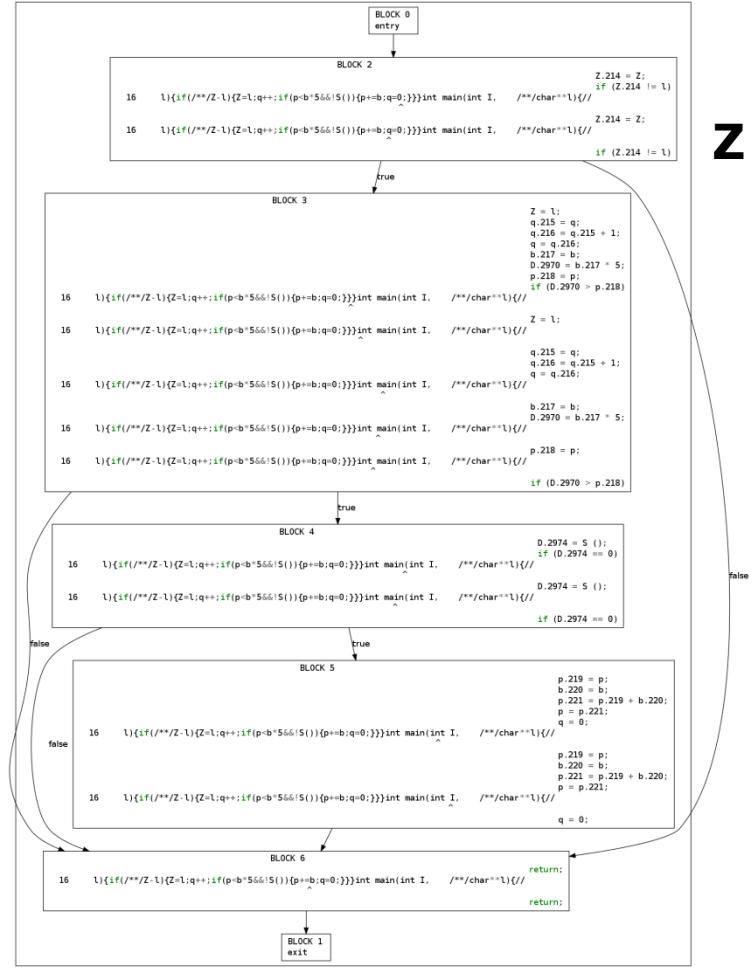 BLOCK 0
entry
BLOCK 2
Z.214 = Z;
if (Z.214 != l)
16 l){if(/**/Z-l){Z=l;q++;if(p<b*5&&!S()){p+=b;q=0;}}}int main(int I, /**/char**l){//
^
Z.214 = Z;
16 l){if(/**/Z-l){Z=l;q++;if(p<b*5&&!S()){p+=b;q=0;}}}int main(int I, /**/char**l){//
^
if (Z.214 != l)
Z
true
BLOCK 3
Z = l;
q.215 = q;
q.216 = q.215 + 1;
q = q.216;
b.217 = b;
D.2970 = b.217 * 5;
p.218 = p;
if (D.2970 > p.218)
16 l){if(/**/Z-l){Z=l;q++;if(p<b*5&&!S()){p+=b;q=0;}}}int main(int I, /**/char**l){//
^
Z = l;
16 l){if(/**/Z-l){Z=l;q++;if(p<b*5&&!S()){p+=b;q=0;}}}int main(int I, /**/char**l){//
^
q.215 = q;
q.216 = q.215 + 1;
q = q.216;
16 l){if(/**/Z-l){Z=l;q++;if(p<b*5&&!S()){p+=b;q=0;}}}int main(int I, /**/char**l){//
^
b.217 = b;
D.2970 = b.217 * 5;
16 l){if(/**/Z-l){Z=l;q++;if(p<b*5&&!S()){p+=b;q=0;}}}int main(int I, /**/char**l){//
^
p.218 = p;
16 l){if(/**/Z-l){Z=l;q++;if(p<b*5&&!S()){p+=b;q=0;}}}int main(int I, /**/char**l){//
^
if (D.2970 > p.218)
true
BLOCK 4
D.2974 = S ();
if (D.2974 == 0)
16 l){if(/**/Z-l){Z=l;q++;if(p<b*5&&!S()){p+=b;q=0;}}}int main(int I, /**/char**l){//
^
D.2974 = S ();
16 l){if(/**/Z-l){Z=l;q++;if(p<b*5&&!S()){p+=b;q=0;}}}int main(int I, /**/char**l){//
^
if (D.2974 == 0)
false
false
true
BLOCK 5
p.219 = p;
b.220 = b;
p.221 = p.219 + b.220;
p = p.221;
q = 0;
16 l){if(/**/Z-l){Z=l;q++;if(p<b*5&&!S()){p+=b;q=0;}}}int main(int I, /**/char**l){//
^
false
p.219 = p;
b.220 = b;
p.221 = p.219 + b.220;
p = p.221;
16 l){if(/**/Z-l){Z=l;q++;if(p<b*5&&!S()){p+=b;q=0;}}}int main(int I, /**/char**l){//
^
q = 0;
BLOCK 6
return;
16 l){if(/**/Z-l){Z=l;q++;if(p<b*5&&!S()){p+=b;q=0;}}}int main(int I, /**/char**l){//
^
return;
BLOCK 1
exit